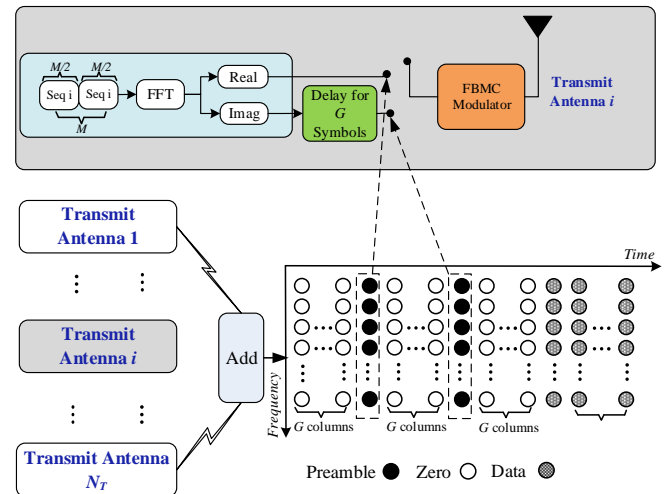 M/2 M/2
Seq i Seq i
M
FFT
Real
Imag
Delay for
G
Symbols
FBMC
Modulator
Transmit
Antenna i
Transmit
Antenna 1
Transmit
Antenna i
Transmit Antenna
N_T
Add
Time
Frequency
G columns G columns G columns
Preamble Zero Data